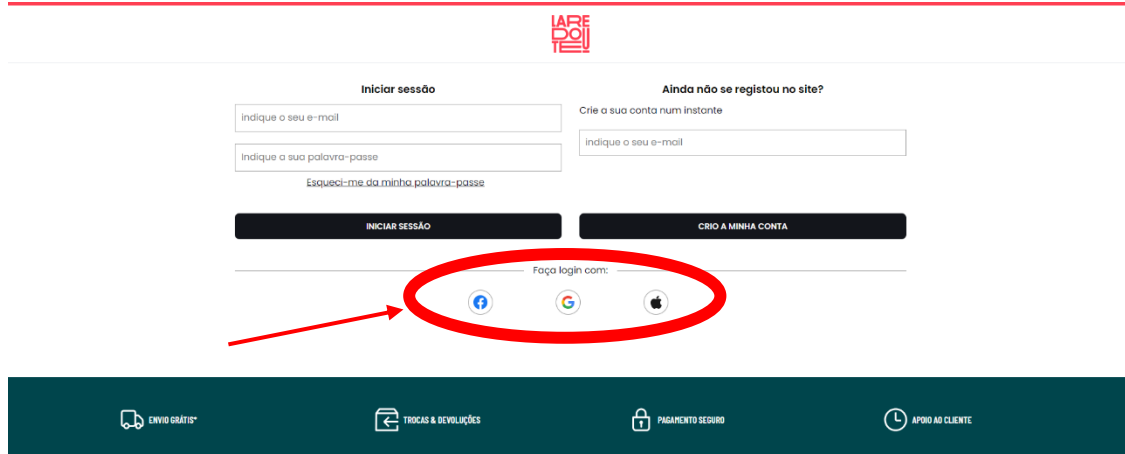 LA RE
DOU
TE
Iniciar sessão
indique o seu e-mail
Indique a sua palavra-passe
Esqueci-me da minha palavra-passe
INICIAR SESSÃO
Ainda não se registou no site?
Crie a sua conta num instante
indique o seu e-mail
CRIO A MINHA CONTA
Faça login com:
ENVIO GRÁTIS*
TROCAS & DEVOLUÇÕES
PAGAMENTO SEGURO
APOIO AO CLIENTE